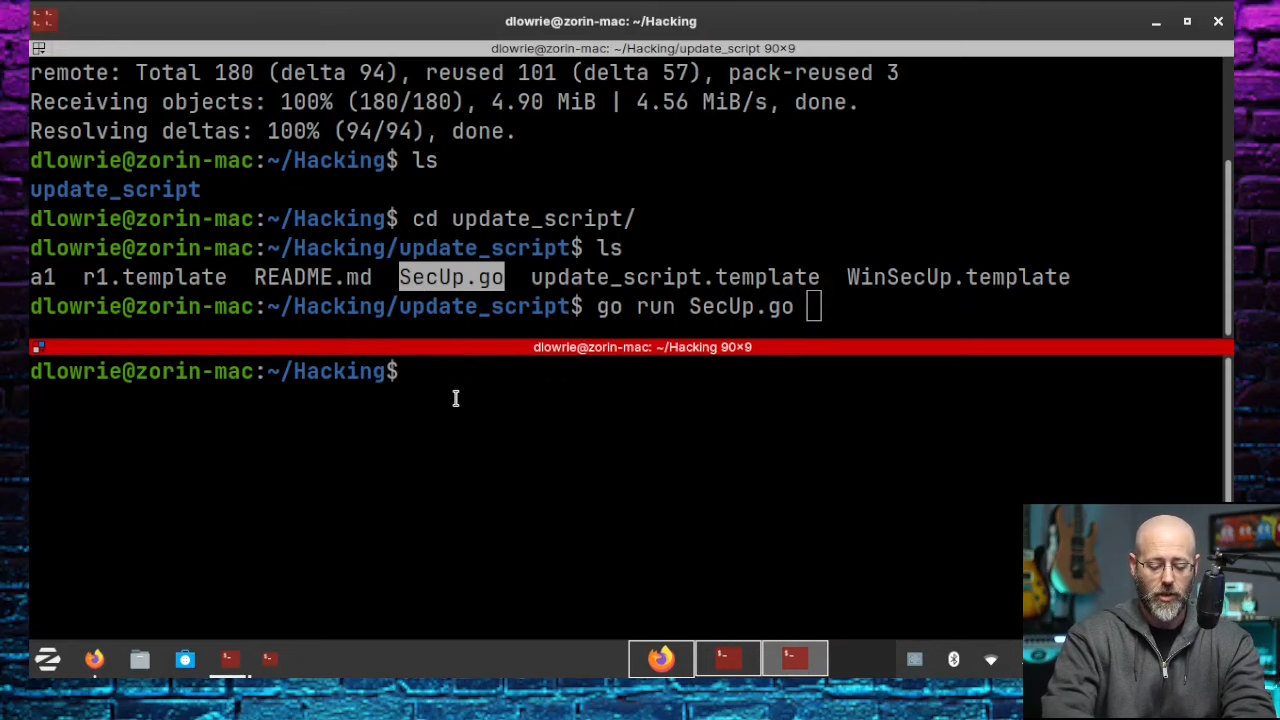 dlowrie@zorin-mac: ~/Hacking
dlowrie@zorin-mac: ~/Hacking/update_script 90×9
remote: Total 180 (delta 94), reused 101 (delta 57), pack-reused 3
Receiving objects: 100% (180/180), 4.90 MiB | 4.56 MiB/s, done.
Resolving deltas: 100% (94/94), done.
dlowrie@zorin-mac:~/Hacking$ ls
update_script
dlowrie@zorin-mac:~/Hacking$ cd update_script/
dlowrie@zorin-mac:~/Hacking/update_script$ ls
a1 r1.template README.md SecUp.go update_script.template WinSecUp.template
dlowrie@zorin-mac:~/Hacking/update_script$ go run SecUp.go
dlowrie@zorin-mac: ~/Hacking 90×9
dlowrie@zorin-mac:~/Hacking$